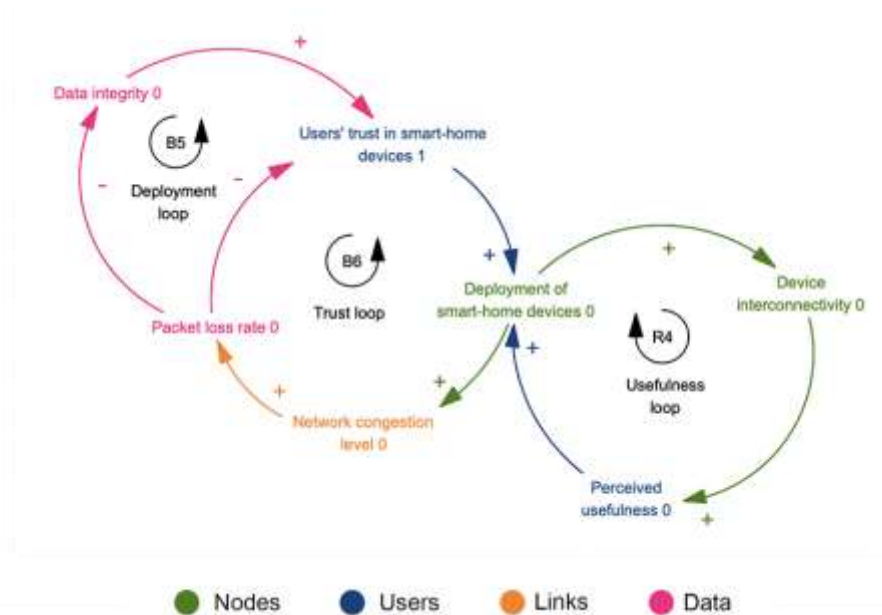 +
Data integrity 0
B5
Users' trust in smart-home
devices 1
-
-
Deployment
loop
+
+
B6
Deployment of
smart-home devices 0
Device
interconnectivity 0
Trust loop
Packet loss rate 0
R4
+
Usefulness
loop
+
+
Network congestion
level 0
Perceived
usefulness 0
+
Nodes
Users
Links
Data